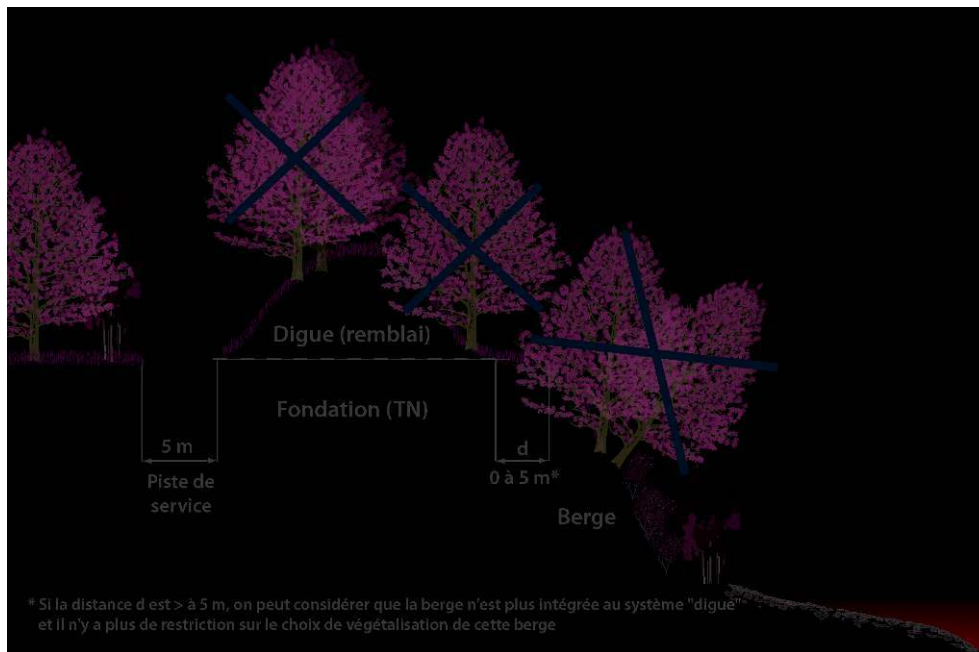 Digue (remblai)
Fondation (TN)
5 m
Piste de
service
d
0 à 5 m*
Berge
* Si la distance d est > à 5 m, on peut considérer que la berge n'est plus intégrée au système "digue"
et il n'y a plus de restriction sur le choix de végétalisation de cette berge